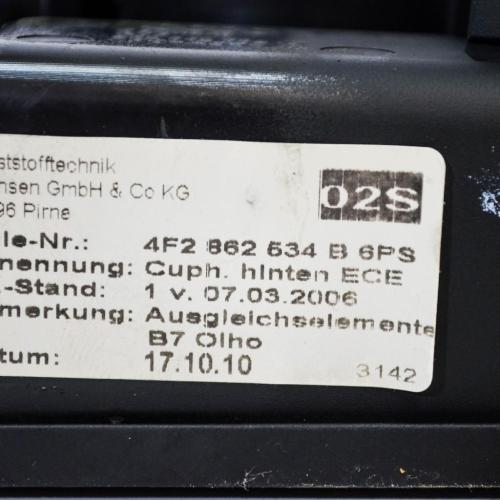 ststofftechnik
nsen GmbH & Co KG
96 Pirna
02S
le-Nr.: 4F2 862 534 B 6PS
nennung: Cuph. hinten ECE
.-Stand: 1 v. 07.03.2006
merkung: Ausgleichselemente
B7 Olho
atum: 17.10.10
3142